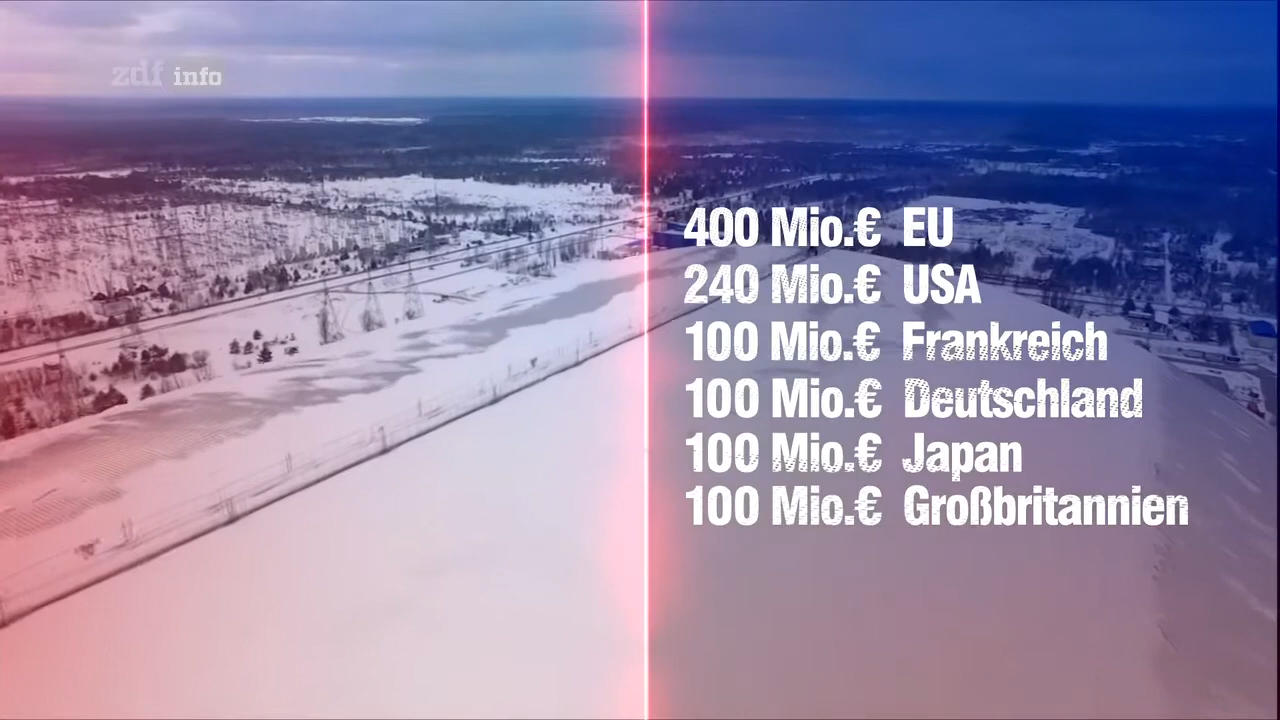 zdf info
400 Mio.€ EU
240 Mio.€ USA
100 Mio.€ Frankreich
100 Mio.€ Deutschland
100 Mio.€ Japan
100 Mio.€ Großbritannien